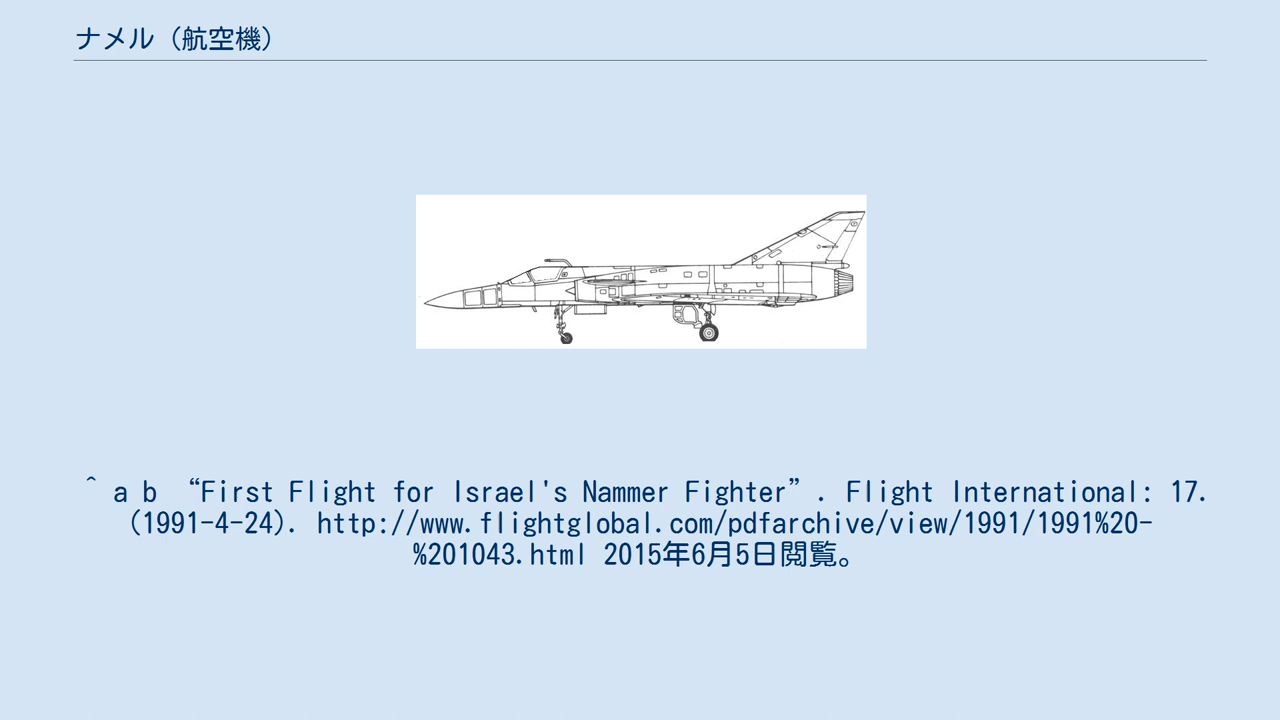 ナメル（航空機）
^ a b “First Flight for Israel's Nammer Fighter”. Flight International: 17.
(1991-4-24). http://www.flightglobal.com/pdfarchive/view/1991/1991%20-
%201043.html 2015年6月5日閲覧。